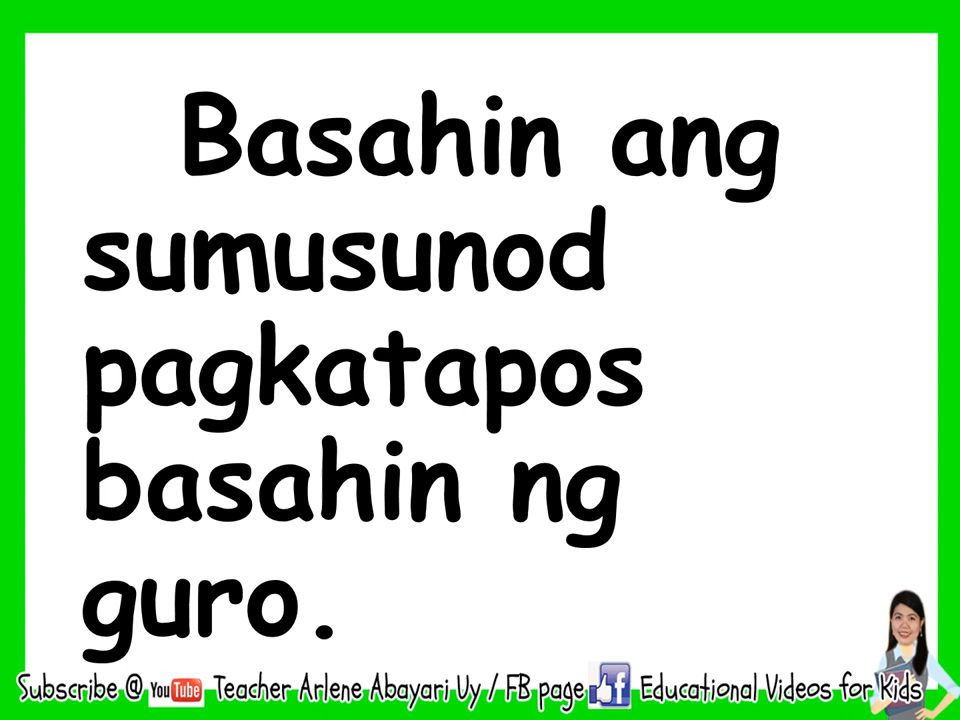 Basahin ang
sumusunod
pagkatapos
basahin ng
guro.
Subscribe @ YouTube Teacher Arlene Abayari Uy / FB page f Educational Videos for Kids